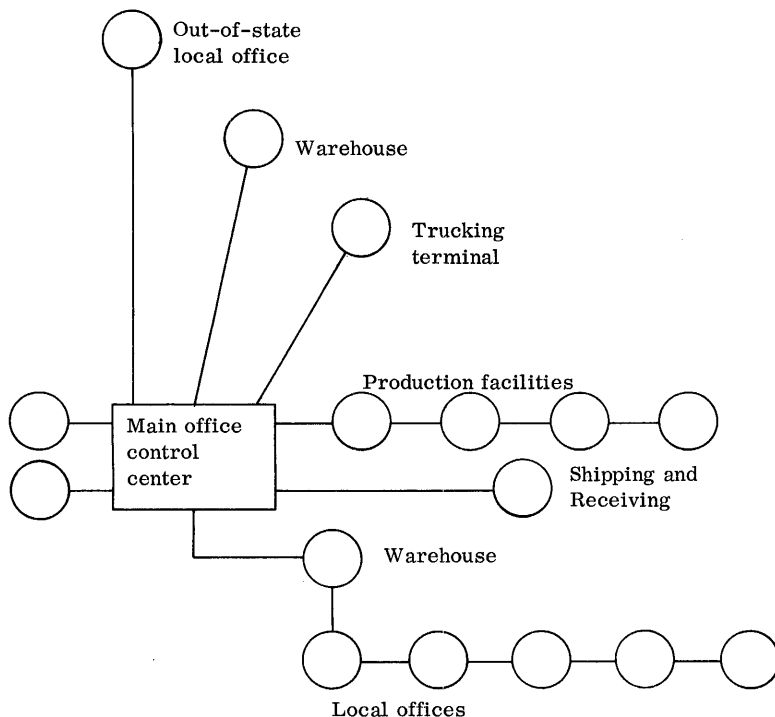 Out-of-state
local office
Warehouse
Trucking
terminal
Production facilities
Main office
control
center
Shipping and
Receiving
Warehouse
Local offices